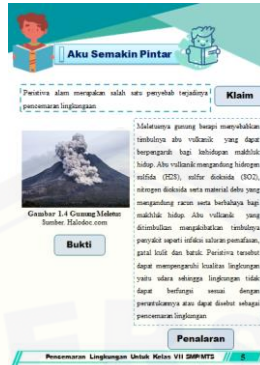 Aku Semakin Pintar
Peristiwa alam merupakan salah satu penyebab terjadinya
pencemaran lingkungaan
Klaim
Meletusnya gunung berapi menyebabkan
timbulnya abu vulkanik yang dapat
berpengaruh bagi kehidupan makhluk
hidup. Abu vulkanik mengandung hidrogen
sulfida (H2S), sulfur dioksida (SO2),
nitrogen dioksida serta material debu yang
mengandung racun serta berbahaya bagi
makhluk hidup. Abu vulkanik yang
ditimbulkan mengakibatkan timbulnya
penyakit seperti infeksi saluran pernafasan,
gatal kulit dan batuk. Peristiwa tersebut
dapat mempengaruhi kualitas lingkungan
yaitu udara sehingga lingkungan tidak
dapat berfungsi sesuai dengan
peruntukannya atau dapat disebut sebagai
pencemaran lingkungan
Gambar 1.4 Gunung Meletus
Sumber. Halodoc.com
Bukti
Penalaran
Pencemaran Lingkungan Untuk Kelas VII SMP/MTS
5